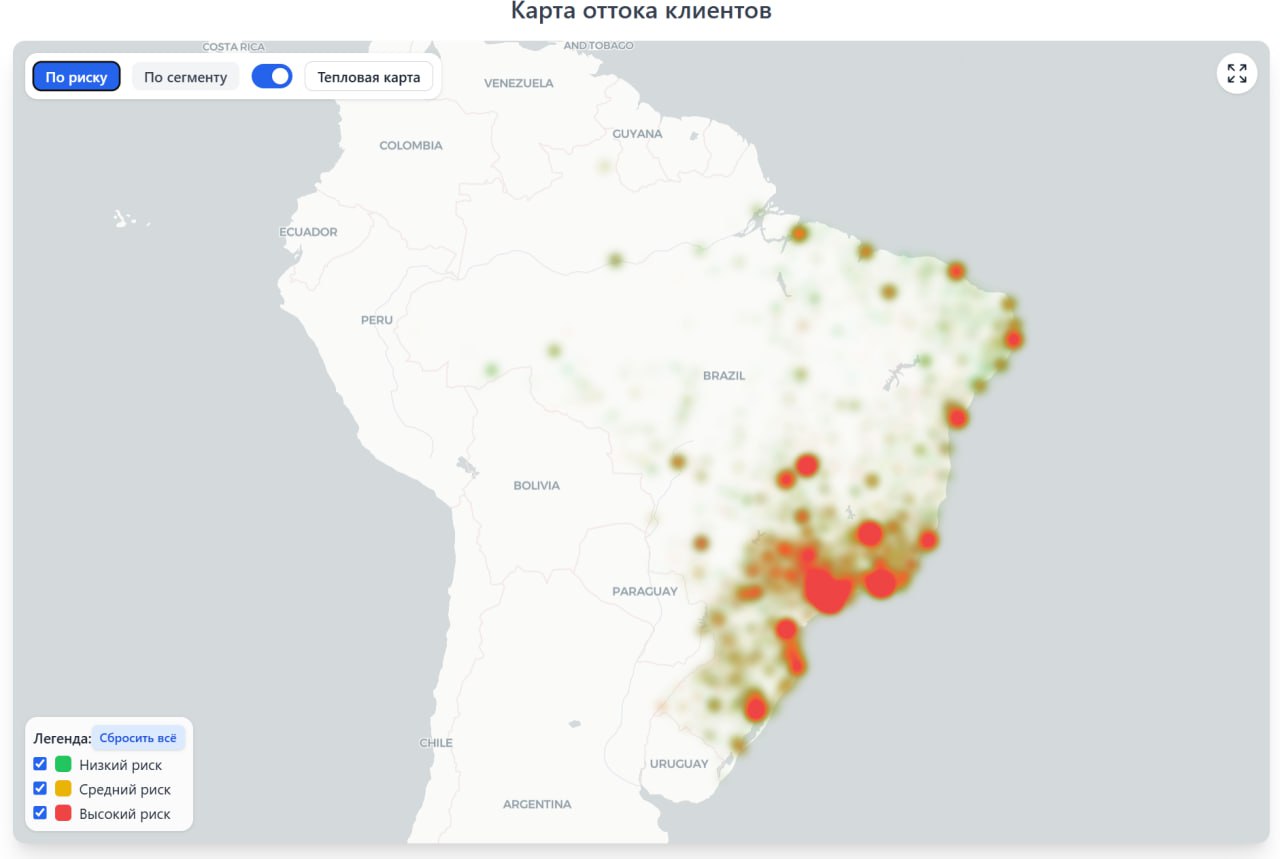 Карта оттока клиентов
COSTA RICA
AND TOBAGO
По риску
По сегменту
Тепловая карта
VENEZUELA
GUYANA
COLOMBIA
ECUADOR
PERU
BRAZIL
BOLIVIA
PARAGUAY
CHILE
URUGUAY
ARGENTINA
Легенда:
Сбросить всё
Низкий риск
Средний риск
Высокий риск